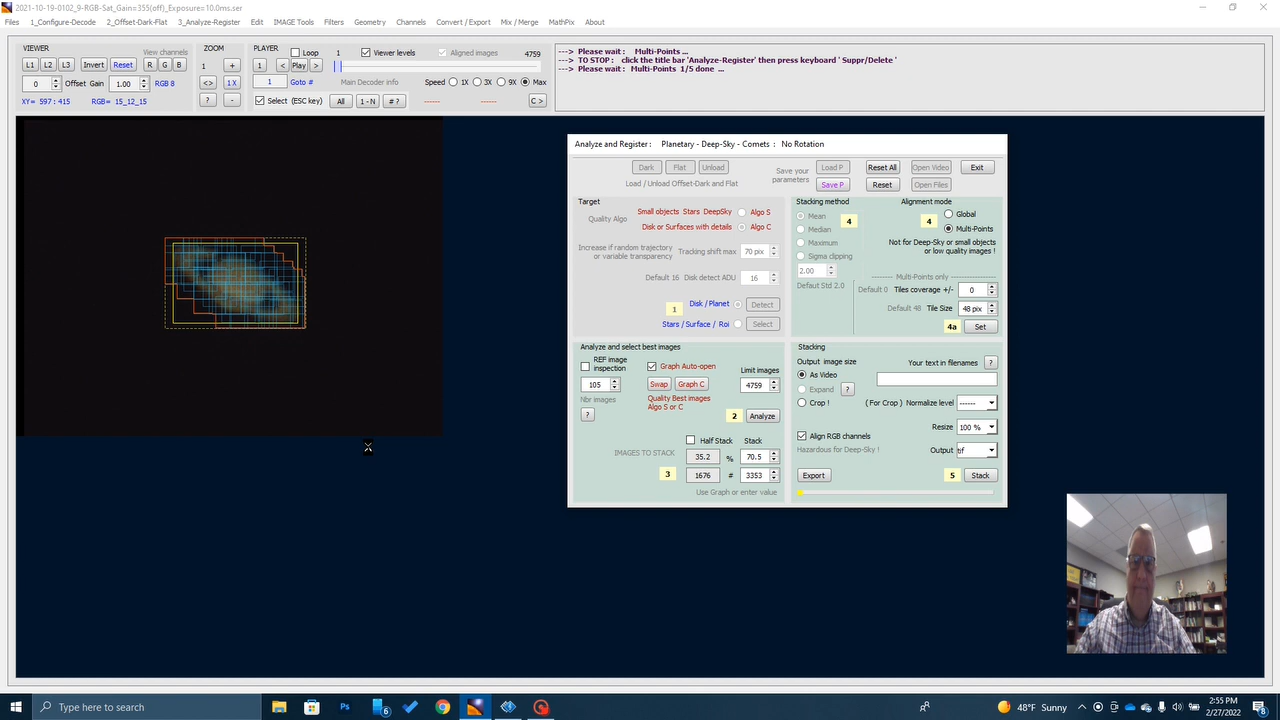 2021-10-19-0102_9-RGB-Sat_Gain=355(off)_Exposure=10.0ms.ser
Files 1_Configure-Decode 2_Offset-Dark-Flat 3_Analyze-Register Edit IMAGE Tools Filters Geometry Channels Convert / Export Mix / Merge MathPix About
VIEWER View channels ZOOM PLAYER Loop 1 Viewer levels Aligned images 4759
L1 L2 L3 Invert Reset R G B 1 + 1 < Play >
0 Offset Gain 1.00 RGB 8 <> 1 X 1 Goto # Main Decoder info Speed 1X 3X 9X Max
XY= 597 : 415 RGB= 15_12_15 ? - Select (ESC key) All 1 - N # ? ------ ------ C >
---> Please wait : Multi-Points ...
---> TO STOP : click the title bar 'Analyze-Register' then press keyboard ' Suppr/Delete '
---> Please wait : Multi-Points 1/5 done ...
Analyze and Register : Planetary - Deep-Sky - Comets : No Rotation
Dark Flat Unload
Load / Unload Offset-Dark and Flat
Save your parameters
Load P Reset All Open Video Exit
Save P Reset Open Files
Target
Quality Algo
Small objects Stars DeepSky Algo S
Disk or Surfaces with details Algo C
Increase if random trajectory or variable transparency
Tracking shift max 70 pix
Default 16 Disk detect ADU 16
1 Disk / Planet Detect
Stars / Surface / Roi Select
Stacking method
Mean 4
Median
Maximum
Sigma clipping
2.00
Defaut Std 2.0
Alignment mode
4 Global
Multi-Points
Not for Deep-Sky or small objects
or low quality images !
-------- Multi-Points only --------
Default 0 Tiles coverage +/- 0
Default 48 Tile Size 48 pix
4a Set
Analyze and select best images
REF image inspection
Graph Auto-open Limit images
105 Swap Graph C 4759
Nbr images
Quality Best images
Algo S or C
? 2 Analyze
Half Stack Stack
IMAGES TO STACK 35.2 % 70.5
3 1676 # 3353
Use Graph or enter value
Stacking
Output image size Your text in filenames ?
As Video
Expand ?
Crop ! ( For Crop ) Normalize level ------
Resize 100 %
Align RGB channels
Hazardous for Deep-Sky ! Output tif
Export 5 Stack
Type here to search
Ps 6 48°F Sunny 2:55 PM
2/27/2022 8